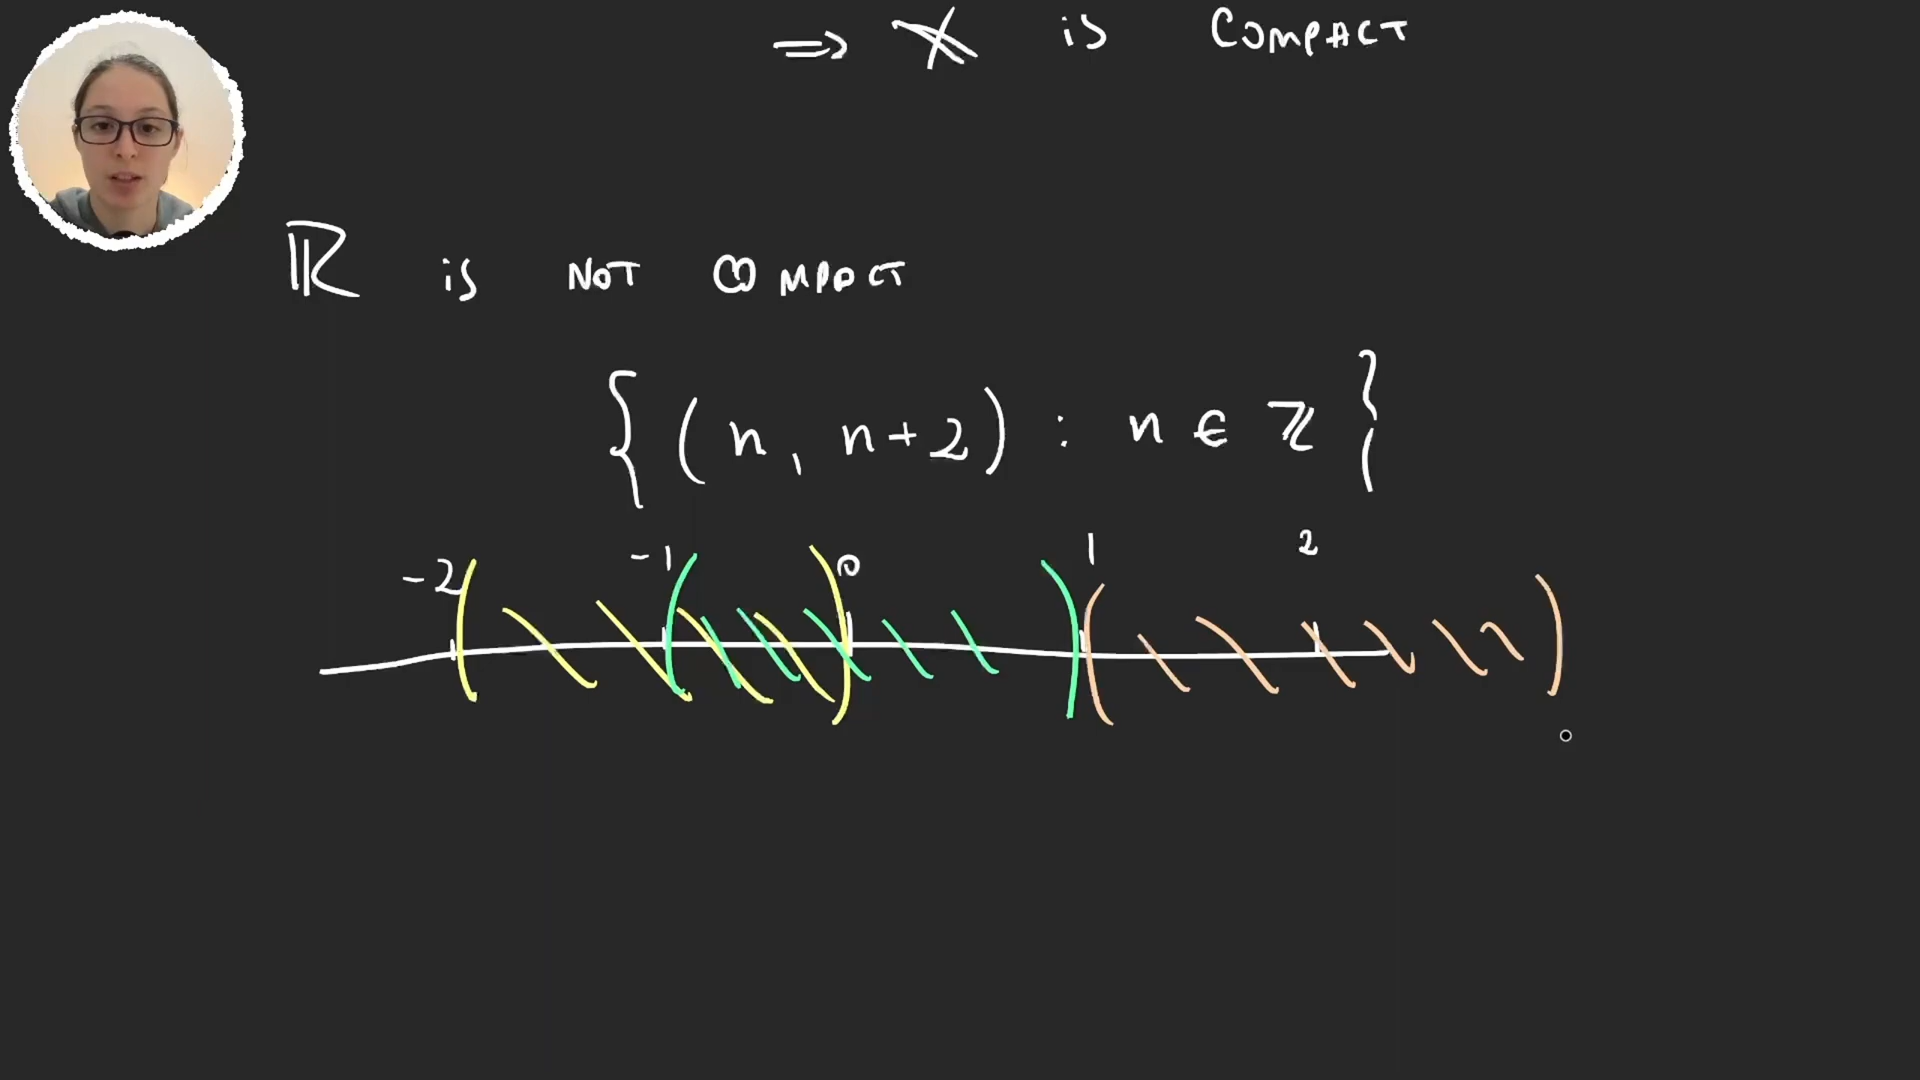 ⇒ X is COMPACT
ℝ is NOT COMPACT
{(n, n+2) : n ∈ ℤ}
-2 -1 0 1 2